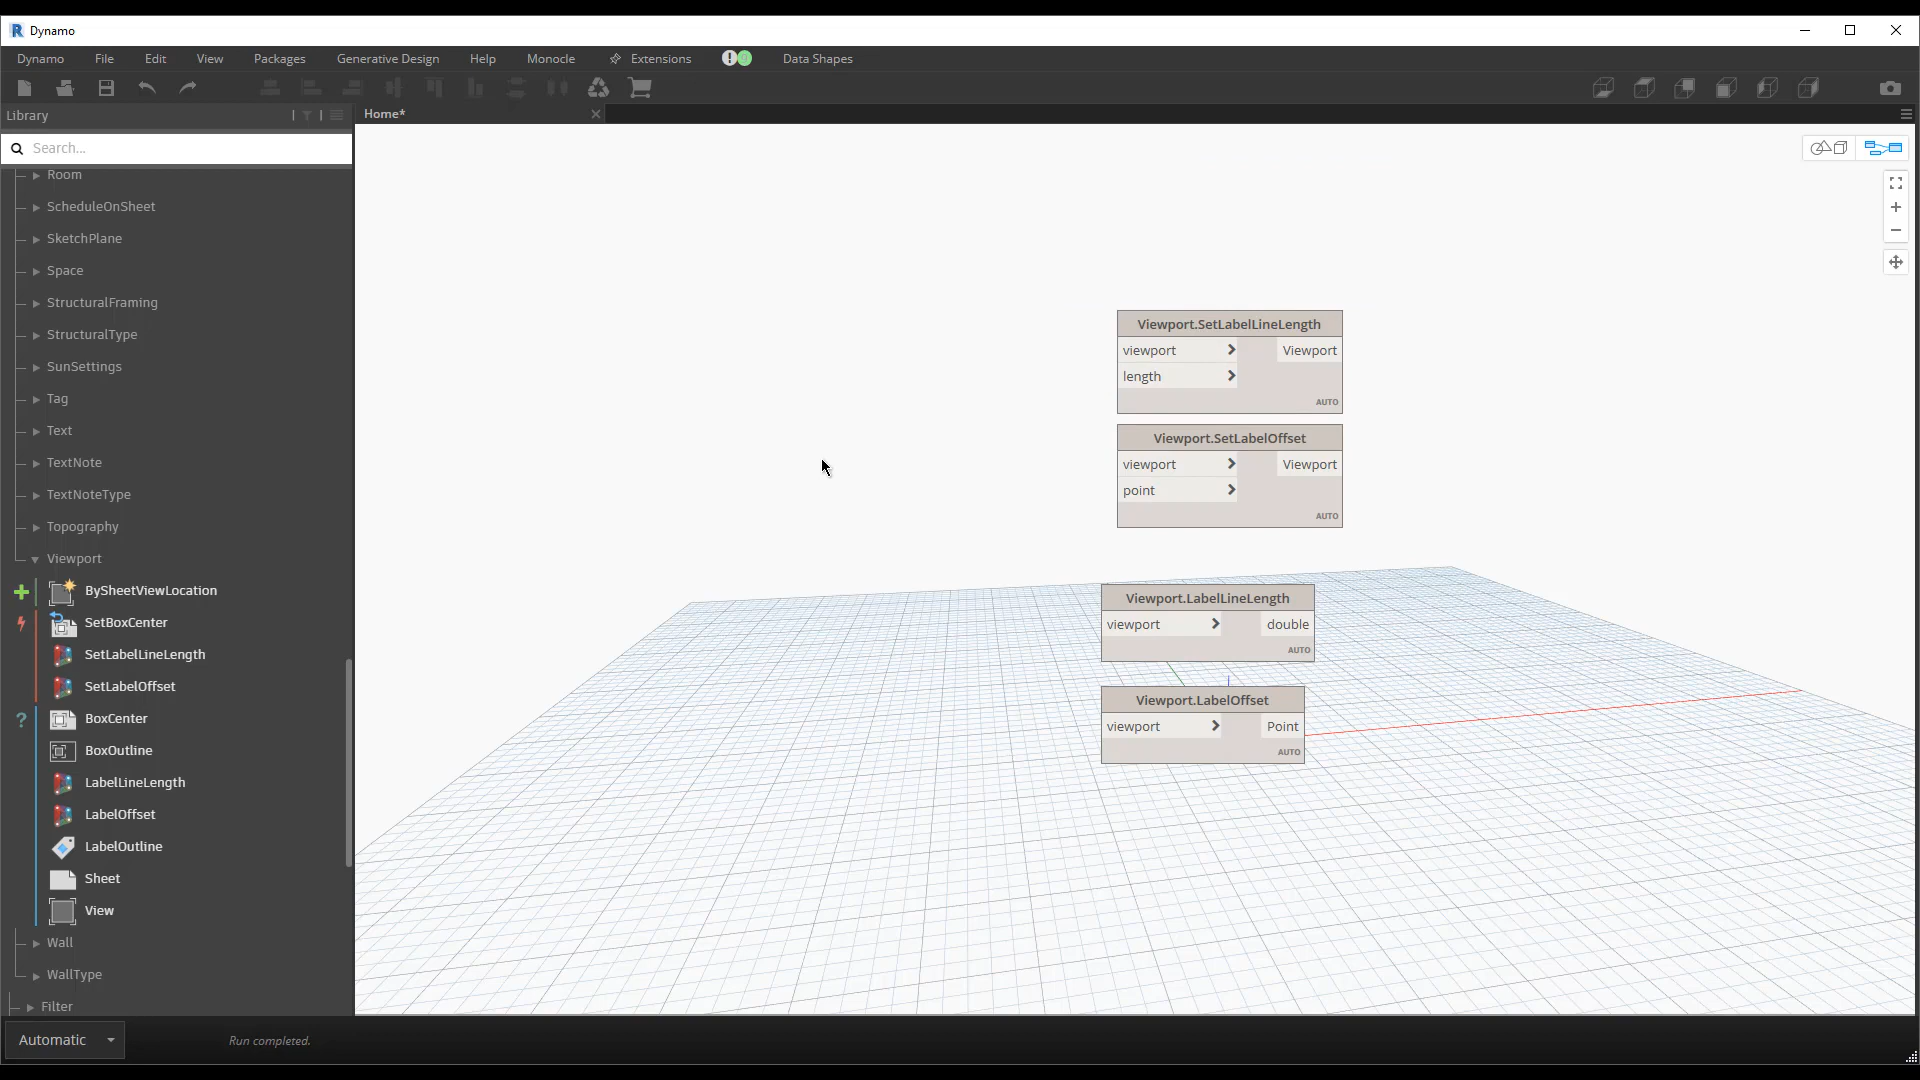 Dynamo
Dynamo File Edit View Packages Generative Design Help Monocle Extensions Data Shapes
Library
Home*
Search...
Room
ScheduleOnSheet
SketchPlane
Space
StructuralFraming
StructuralType
SunSettings
Tag
Text
TextNote
TextNoteType
Topography
Viewport
BySheetViewLocation
SetBoxCenter
SetLabelLineLength
SetLabelOffset
BoxCenter
BoxOutline
LabelLineLength
LabelOffset
LabelOutline
Sheet
View
Wall
WallType
Filter
Viewport.SetLabelLineLength
viewport Viewport
length
AUTO
Viewport.SetLabelOffset
viewport Viewport
point
AUTO
Viewport.LabelLineLength
viewport double
AUTO
Viewport.LabelOffset
viewport Point
AUTO
Automatic
Run completed.